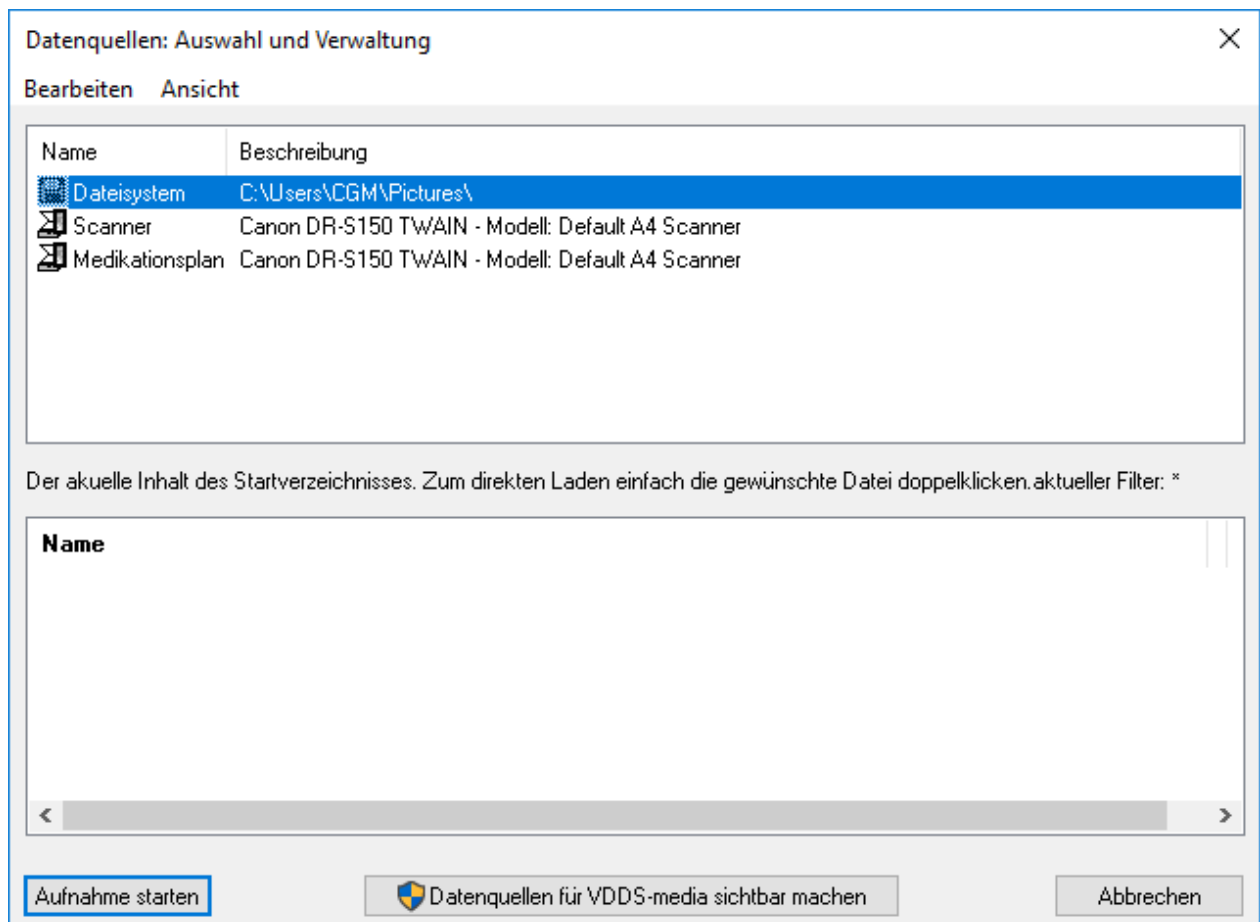 Datenquellen: Auswahl und Verwaltung
Bearbeiten Ansicht
Name Beschreibung
Dateisystem C:\Users\CGM\Pictures\
Scanner Canon DR-S150 TWAIN - Modell: Default A4 Scanner
Medikationsplan Canon DR-S150 TWAIN - Modell: Default A4 Scanner
Der akuelle Inhalt des Startverzeichnisses. Zum direkten Laden einfach die gewünschte Datei doppelklicken.aktueller Filter: *
Name
Aufnahme starten Datenquellen für VDDS-media sichtbar machen Abbrechen